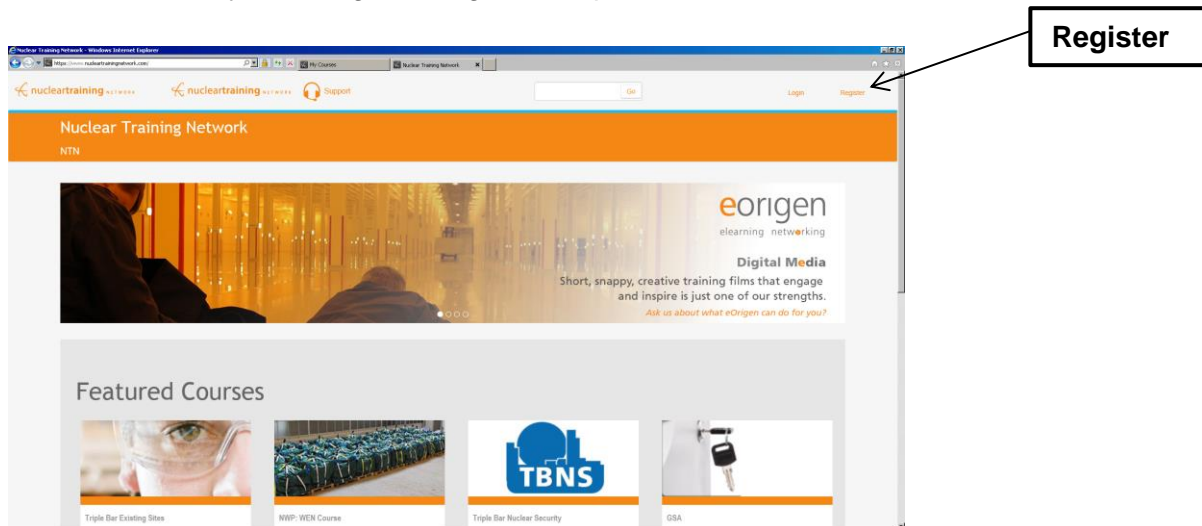 Register
Nuclear Training Network - Windows Internet Explorer
My Courses
Nuclear Training Network
nucleartraining NETWORK
nucleartraining NETWORK
Support
Go
Login
Register
Nuclear Training Network
NTN
eorigen
elearning networking
Digital Media
Short, snappy, creative training films that engage
and inspire is just one of our strengths.
Ask us about what eOrigen can do for you?
Featured Courses
TBNS
Triple Bar Existing Sites
NWP: WEN Course
Triple Bar Nuclear Security
GSA